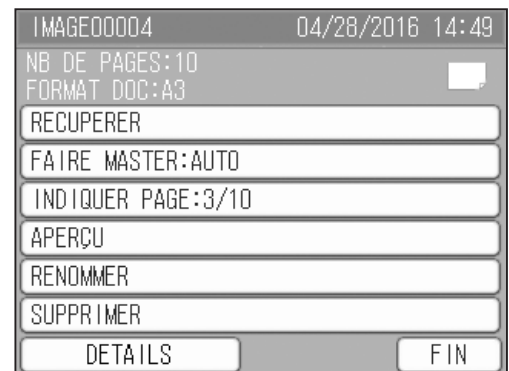 IMAGE00004 04/28/2016 14:49
NB DE PAGES:10
FORMAT DOC:A3
RECUPERER
FAIRE MASTER:AUTO
INDIQUER PAGE:3/10
APERÇU
RENOMMER
SUPPRIMER
DETAILS FIN